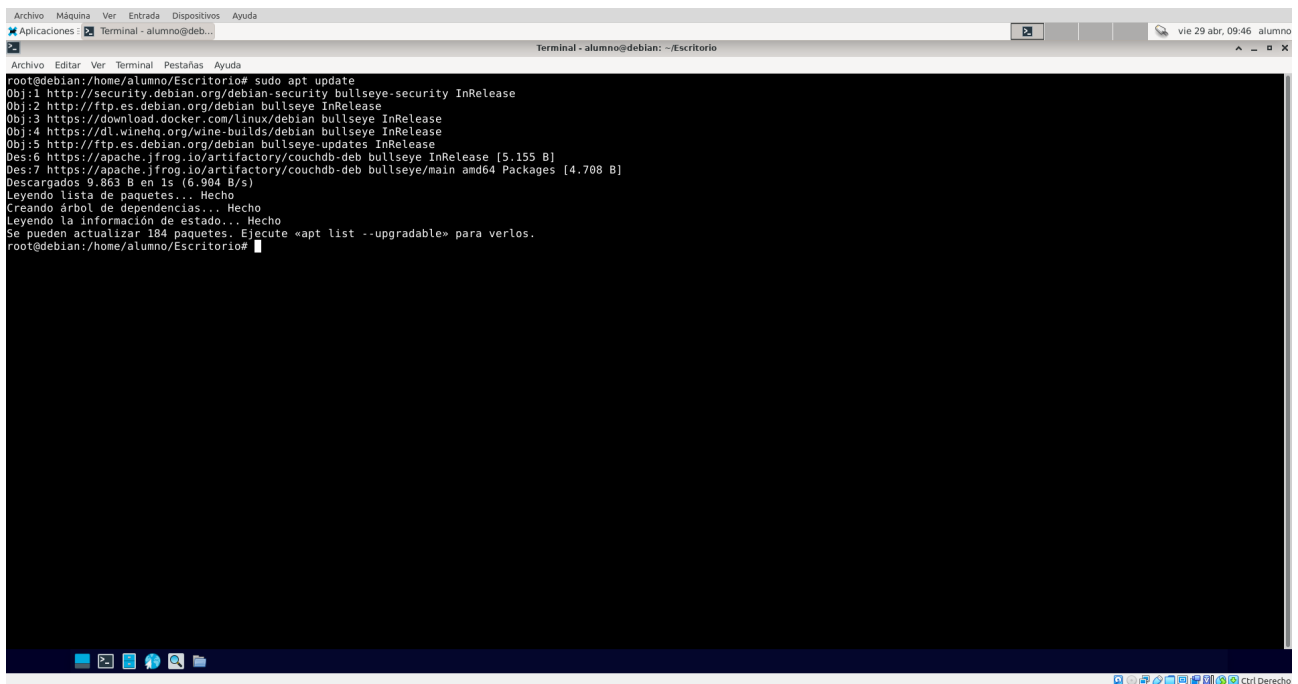 Archivo Máquina Ver Entrada Dispositivos Ayuda
Aplicaciones Terminal - alumno@deb... vie 29 abr, 09:46 alumno
Terminal - alumno@debian: ~/Escritorio
Archivo Editar Ver Terminal Pestañas Ayuda
root@debian:/home/alumno/Escritorio# sudo apt update
Obj:1 http://security.debian.org/debian-security bullseye-security InRelease
Obj:2 http://ftp.es.debian.org/debian bullseye InRelease
Obj:3 https://download.docker.com/linux/debian bullseye InRelease
Obj:4 https://dl.winehq.org/wine-builds/debian bullseye InRelease
Obj:5 http://ftp.es.debian.org/debian bullseye-updates InRelease
Des:6 https://apache.jfrog.io/artifactory/couchdb-deb bullseye InRelease [5.155 B]
Des:7 https://apache.jfrog.io/artifactory/couchdb-deb bullseye/main amd64 Packages [4.708 B]
Descargados 9.863 B en 1s (6.904 B/s)
Leyendo lista de paquetes... Hecho
Creando árbol de dependencias... Hecho
Leyendo la información de estado... Hecho
Se pueden actualizar 184 paquetes. Ejecute «apt list --upgradable» para verlos.
root@debian:/home/alumno/Escritorio#
Ctrl Derecho